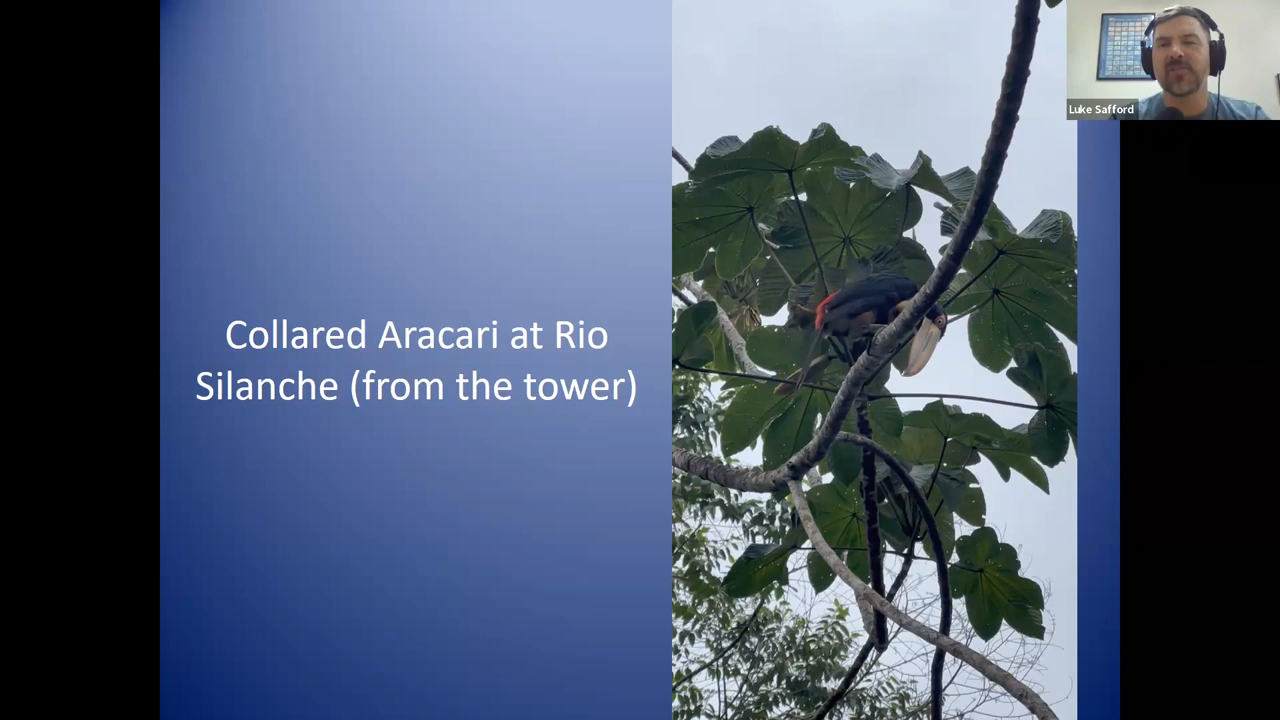 Collared Aracari at Rio
Silanche (from the tower)
Luke Safford